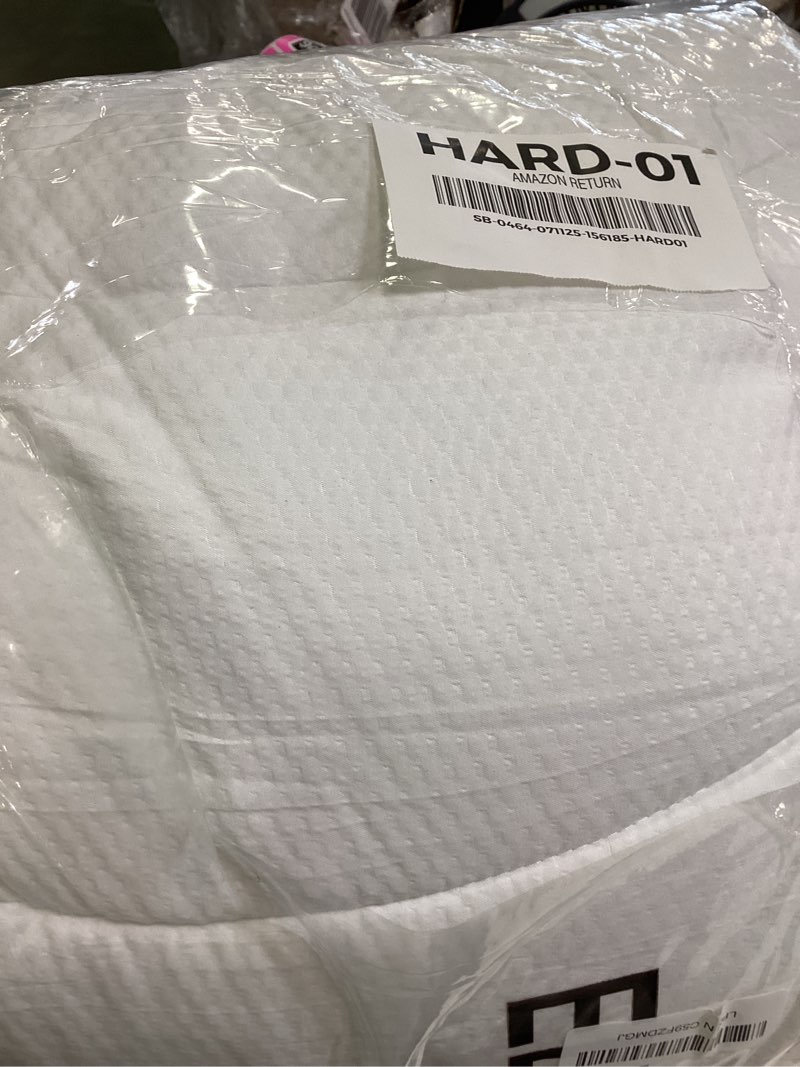 HARD-01
AMAZON RETURN
SB-0464-071125-156185-HARD01